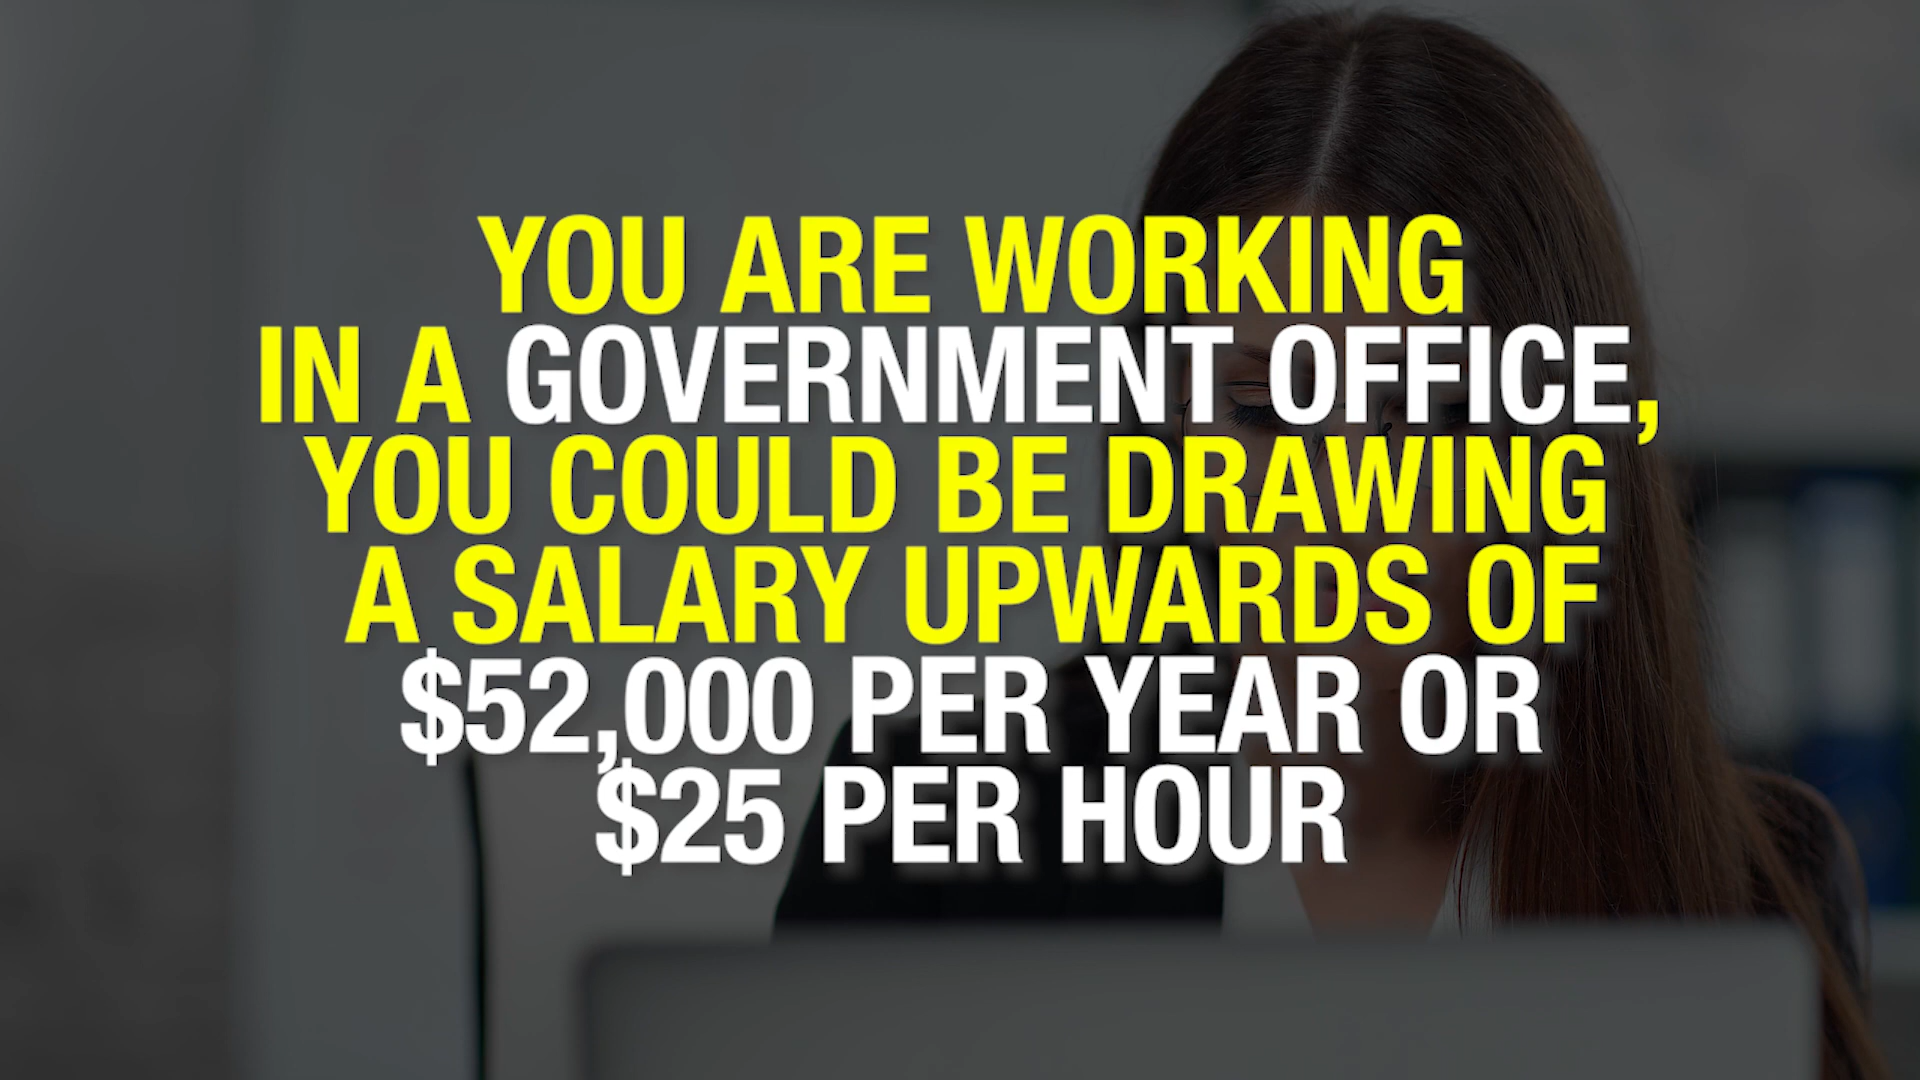 YOU ARE WORKING
IN A GOVERNMENT OFFICE,
YOU COULD BE DRAWING
A SALARY UPWARDS OF
$52,000 PER YEAR OR
$25 PER HOUR